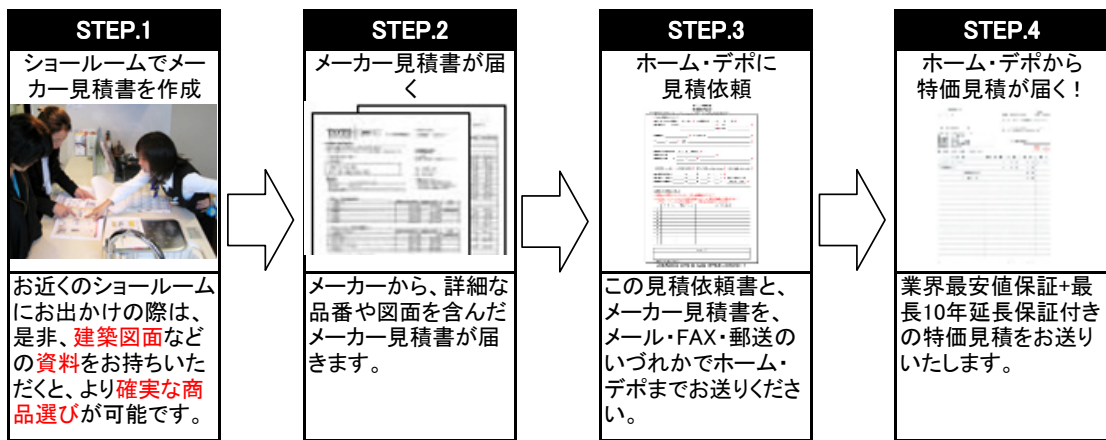 STEP.1
ショールームでメー
カー見積書を作成
お近くのショールーム
にお出かけの際は、
是非、建築図面など
の資料をお持ちいた
だくと、より確実な商
品選びが可能です。
STEP.2
メーカー見積書が届
く
メーカーから、詳細な
品番や図面を含んだ
メーカー見積書が届
きます。
STEP.3
ホーム・デポに
見積依頼
この見積依頼書と、
メーカー見積書を、
メール・FAX・郵送の
いづれかでホーム・
デポまでお送りくださ
い。
STEP.4
ホーム・デポから
特価見積が届く！
業界最安値保証+最
長10年延長保証付き
の特価見積をお送り
いたします。